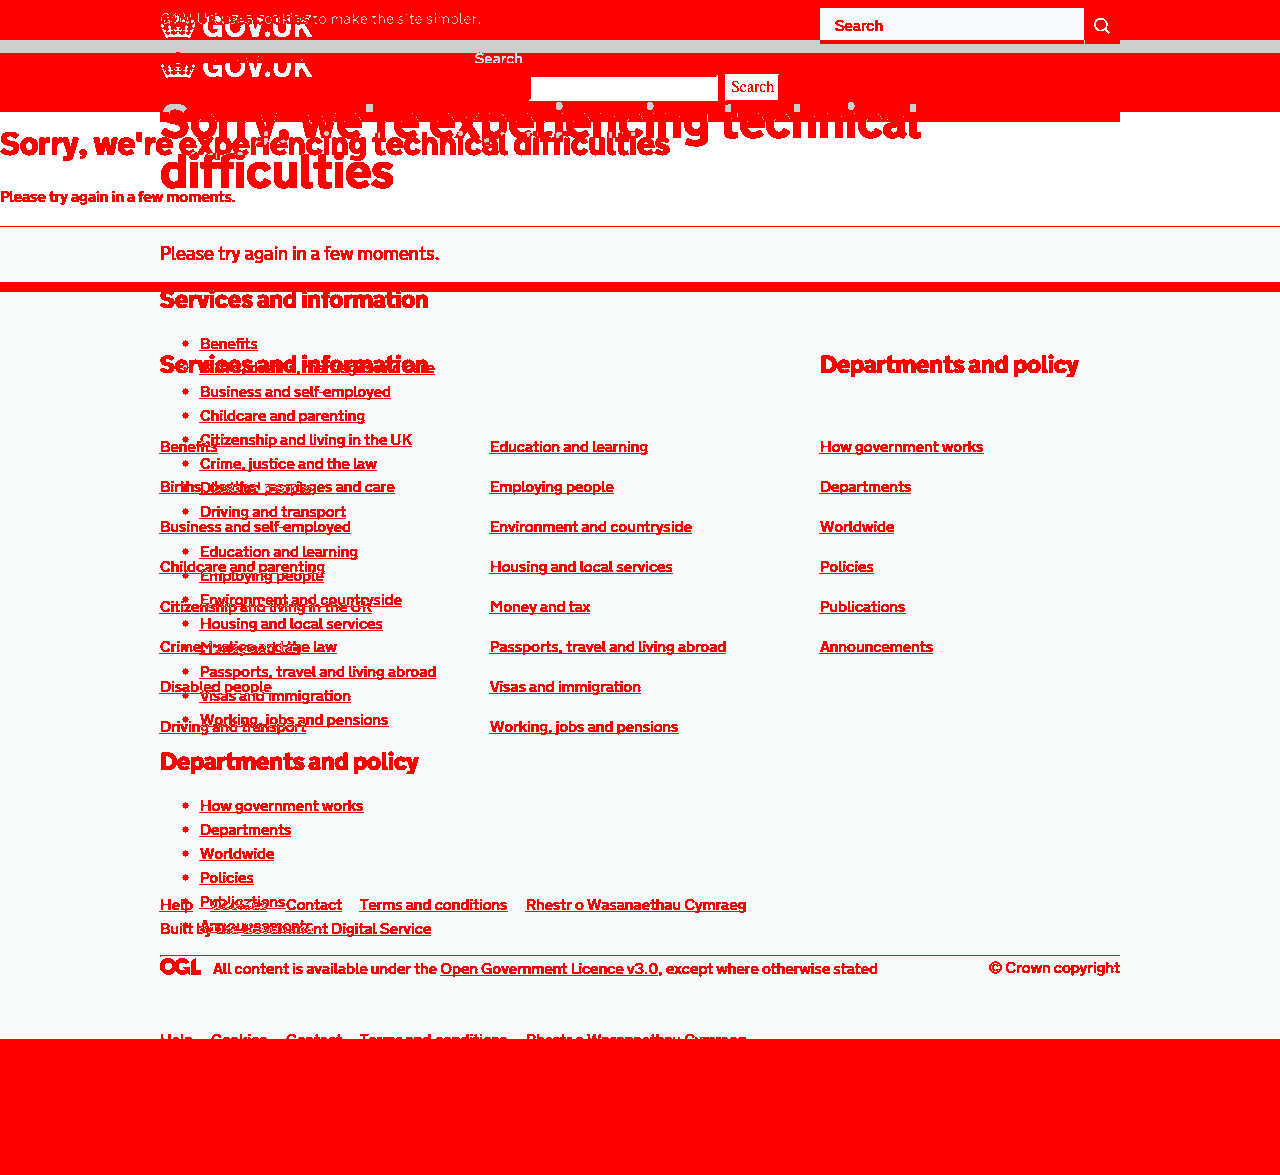 GOV.UK uses cookies to make the site simpler.
GOV.UK
Search
GOV.UK
Search
Search
Sorry, we're experiencing technical
difficulties
Sorry, we're experiencing technical difficulties
Please try again in a few moments.
Please try again in a few moments.
Services and information
Benefits
Services and information
Departments and policy
Business and self-employed
Childcare and parenting
Citizenship and living in the UK
Benefits
Education and learning
How government works
Crime, justice and the law
Births, deaths, marriages and care
Disabled people
Employing people
Departments
Driving and transport
Business and self-employed
Environment and countryside
Worldwide
Education and learning
Childcare and parenting
Housing and local services
Policies
Employing people
Environment and countryside
Citizenship and living in the UK
Money and tax
Publications
Housing and local services
Crime, justice and the law
Passports, travel and living abroad
Announcements
Passports, travel and living abroad
Disabled people
Visas and immigration
Visas and immigration
Working, jobs and pensions
Driving and transport
Working, jobs and pensions
Departments and policy
How government works
Departments
Worldwide
Policies
Publications
Help Cookies Contact Terms and conditions Rhestr o Wasanaethau Cymraeg
Announcements
Built by the Government Digital Service
OGL All content is available under the Open Government Licence v3.0, except where otherwise stated
© Crown copyright
Help Cookies Contact Terms and conditions Rhestr o Wasanaethau Cymraeg